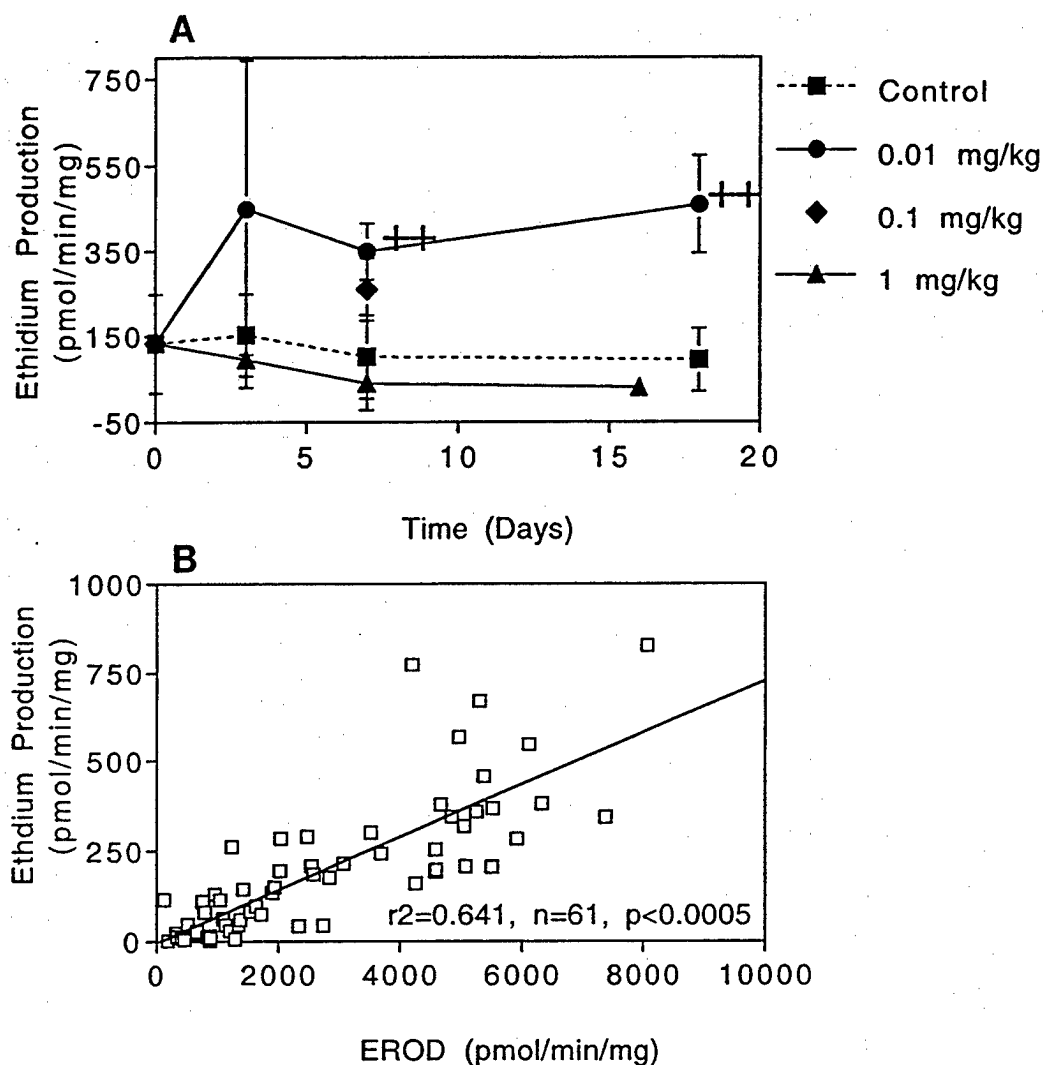 A
Ethidium Production
(pmol/min/mg)
750
550
350
150
-50
0
5
10
15
20
Time (Days)
Control
0.01 mg/kg
0.1 mg/kg
1 mg/kg
B
Ethdium Production
(pmol/min/mg)
1000
750
500
250
0
0
2000
4000
6000
8000
10000
r2=0.641, n=61, p<0.0005
EROD (pmol/min/mg)